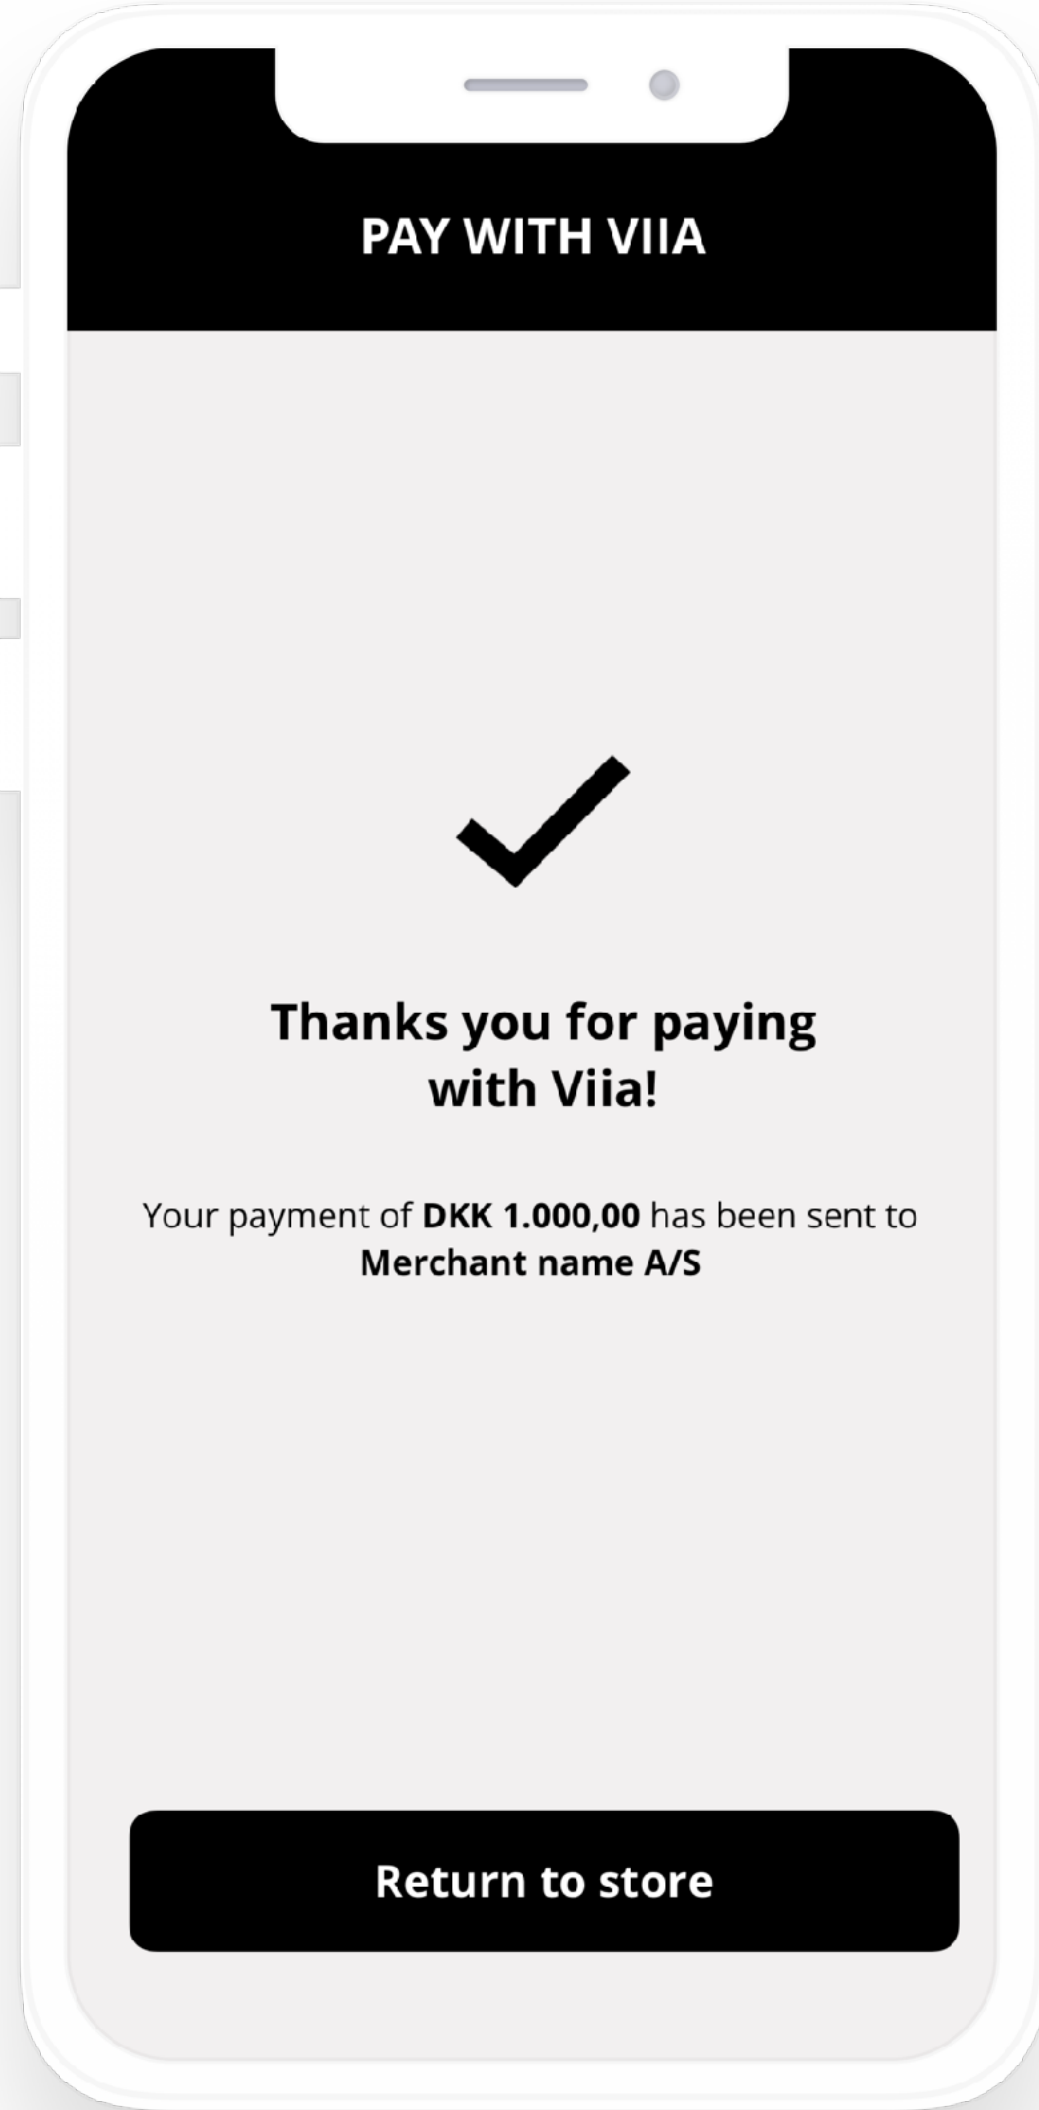 PAY WITH VIIA
Thanks you for paying
with Viia!
Your payment of DKK 1.000,00 has been sent to
Merchant name A/S
Return to store